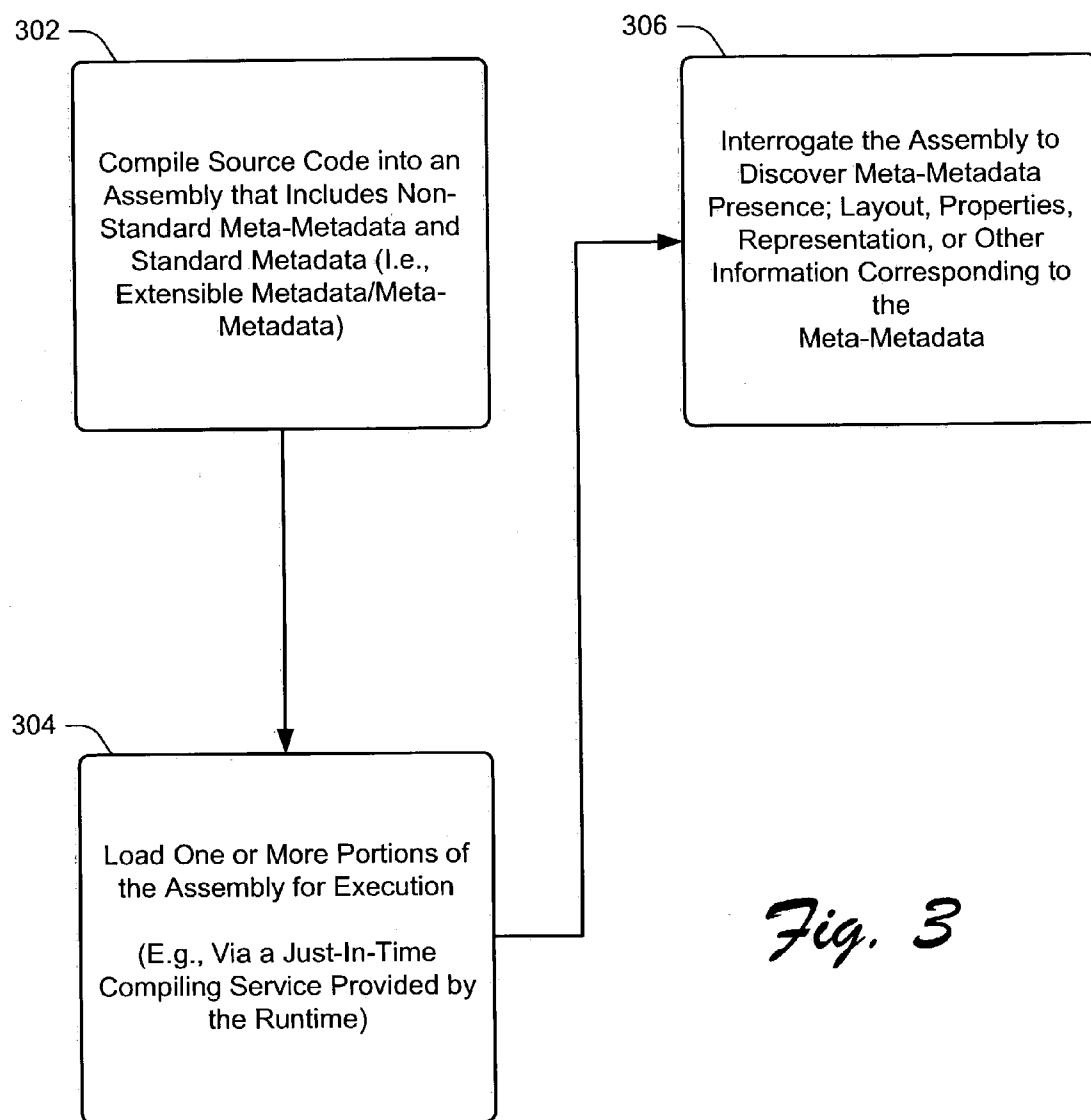 302
Compile Source Code into an
Assembly that Includes Non-
Standard Meta-Metadata and
Standard Metadata (I.e.,
Extensible Metadata/Meta-
Metadata)
304
Load One or More Portions of
the Assembly for Execution
(E.g., Via a Just-In-Time
Compiling Service Provided by
the Runtime)
306
Interrogate the Assembly to
Discover Meta-Metadata
Presence; Layout, Properties,
Representation, or Other
Information Corresponding to
the
Meta-Metadata
Fig. 3